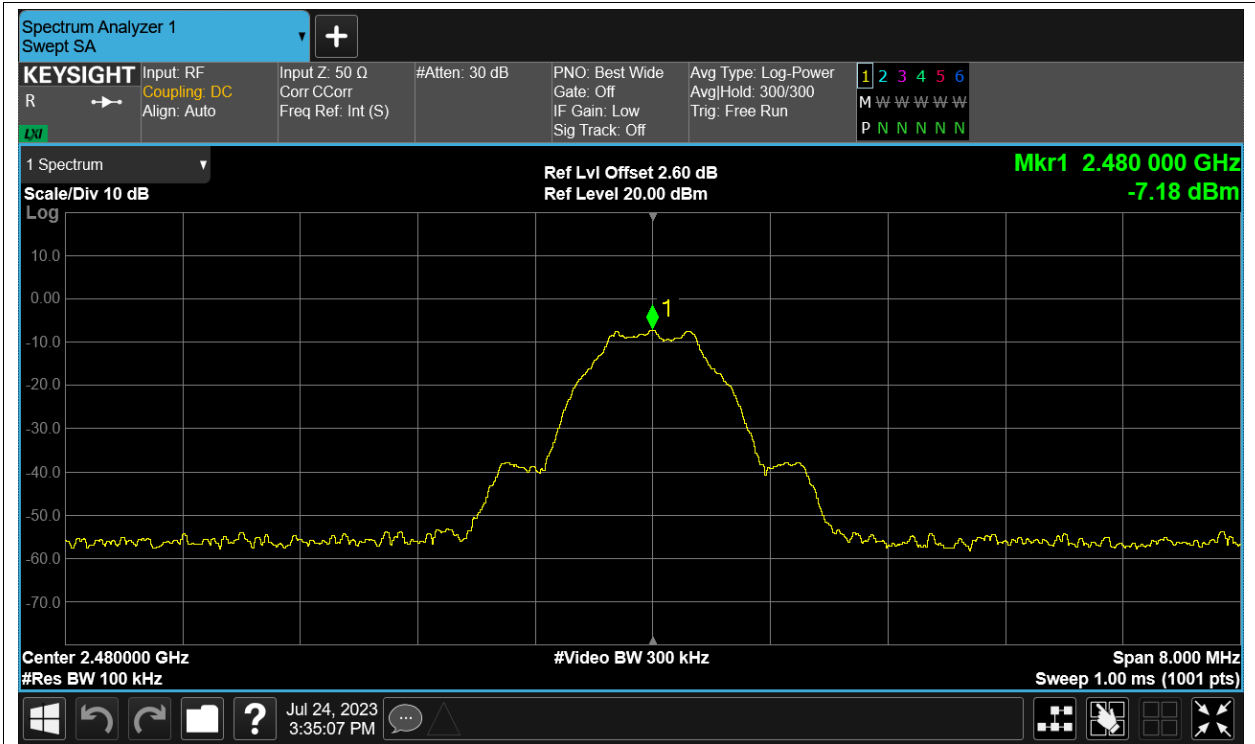 Spectrum Analyzer 1
Swept SA
KEYSIGHT
R
LXI
Input: RF
Coupling: DC
Align: Auto
Input Z: 50 Ω
Corr CCorr
Freq Ref: Int (S)
#Atten: 30 dB
PNO: Best Wide
Gate: Off
IF Gain: Low
Sig Track: Off
Avg Type: Log-Power
Avg|Hold: 300/300
Trig: Free Run
1 2 3 4 5 6
M W W W W W
P N N N N N
1 Spectrum
Scale/Div 10 dB
Log
Ref Lvl Offset 2.60 dB
Ref Level 20.00 dBm
Mkr1 2.480 000 GHz
-7.18 dBm
10.0
0.00
-10.0
-20.0
-30.0
-40.0
-50.0
-60.0
-70.0
1
Center 2.480000 GHz
#Res BW 100 kHz
#Video BW 300 kHz
Span 8.000 MHz
Sweep 1.00 ms (1001 pts)
?
Jul 24, 2023
3:35:07 PM